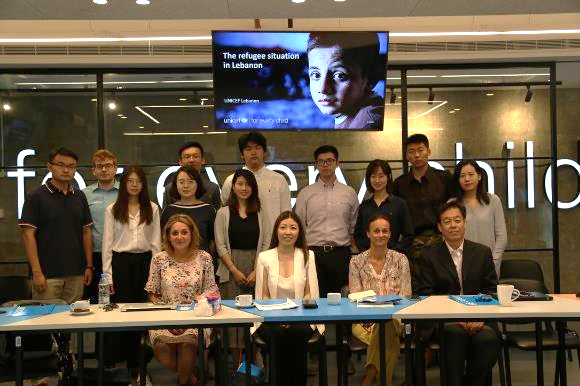 The refugee situation
in Lebanon
UNICEF Lebanon
unicef for every child
for every child